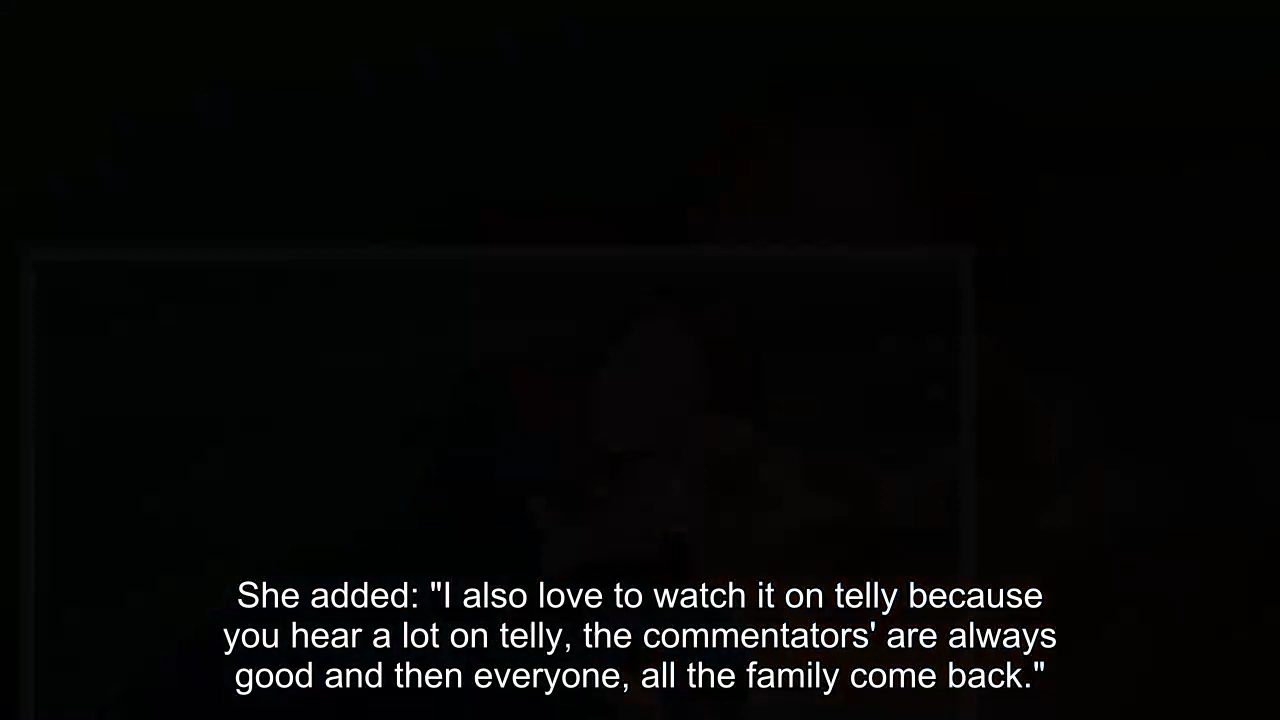 She added: "I also love to watch it on telly because
you hear a lot on telly, the commentators' are always
good and then everyone, all the family come back."